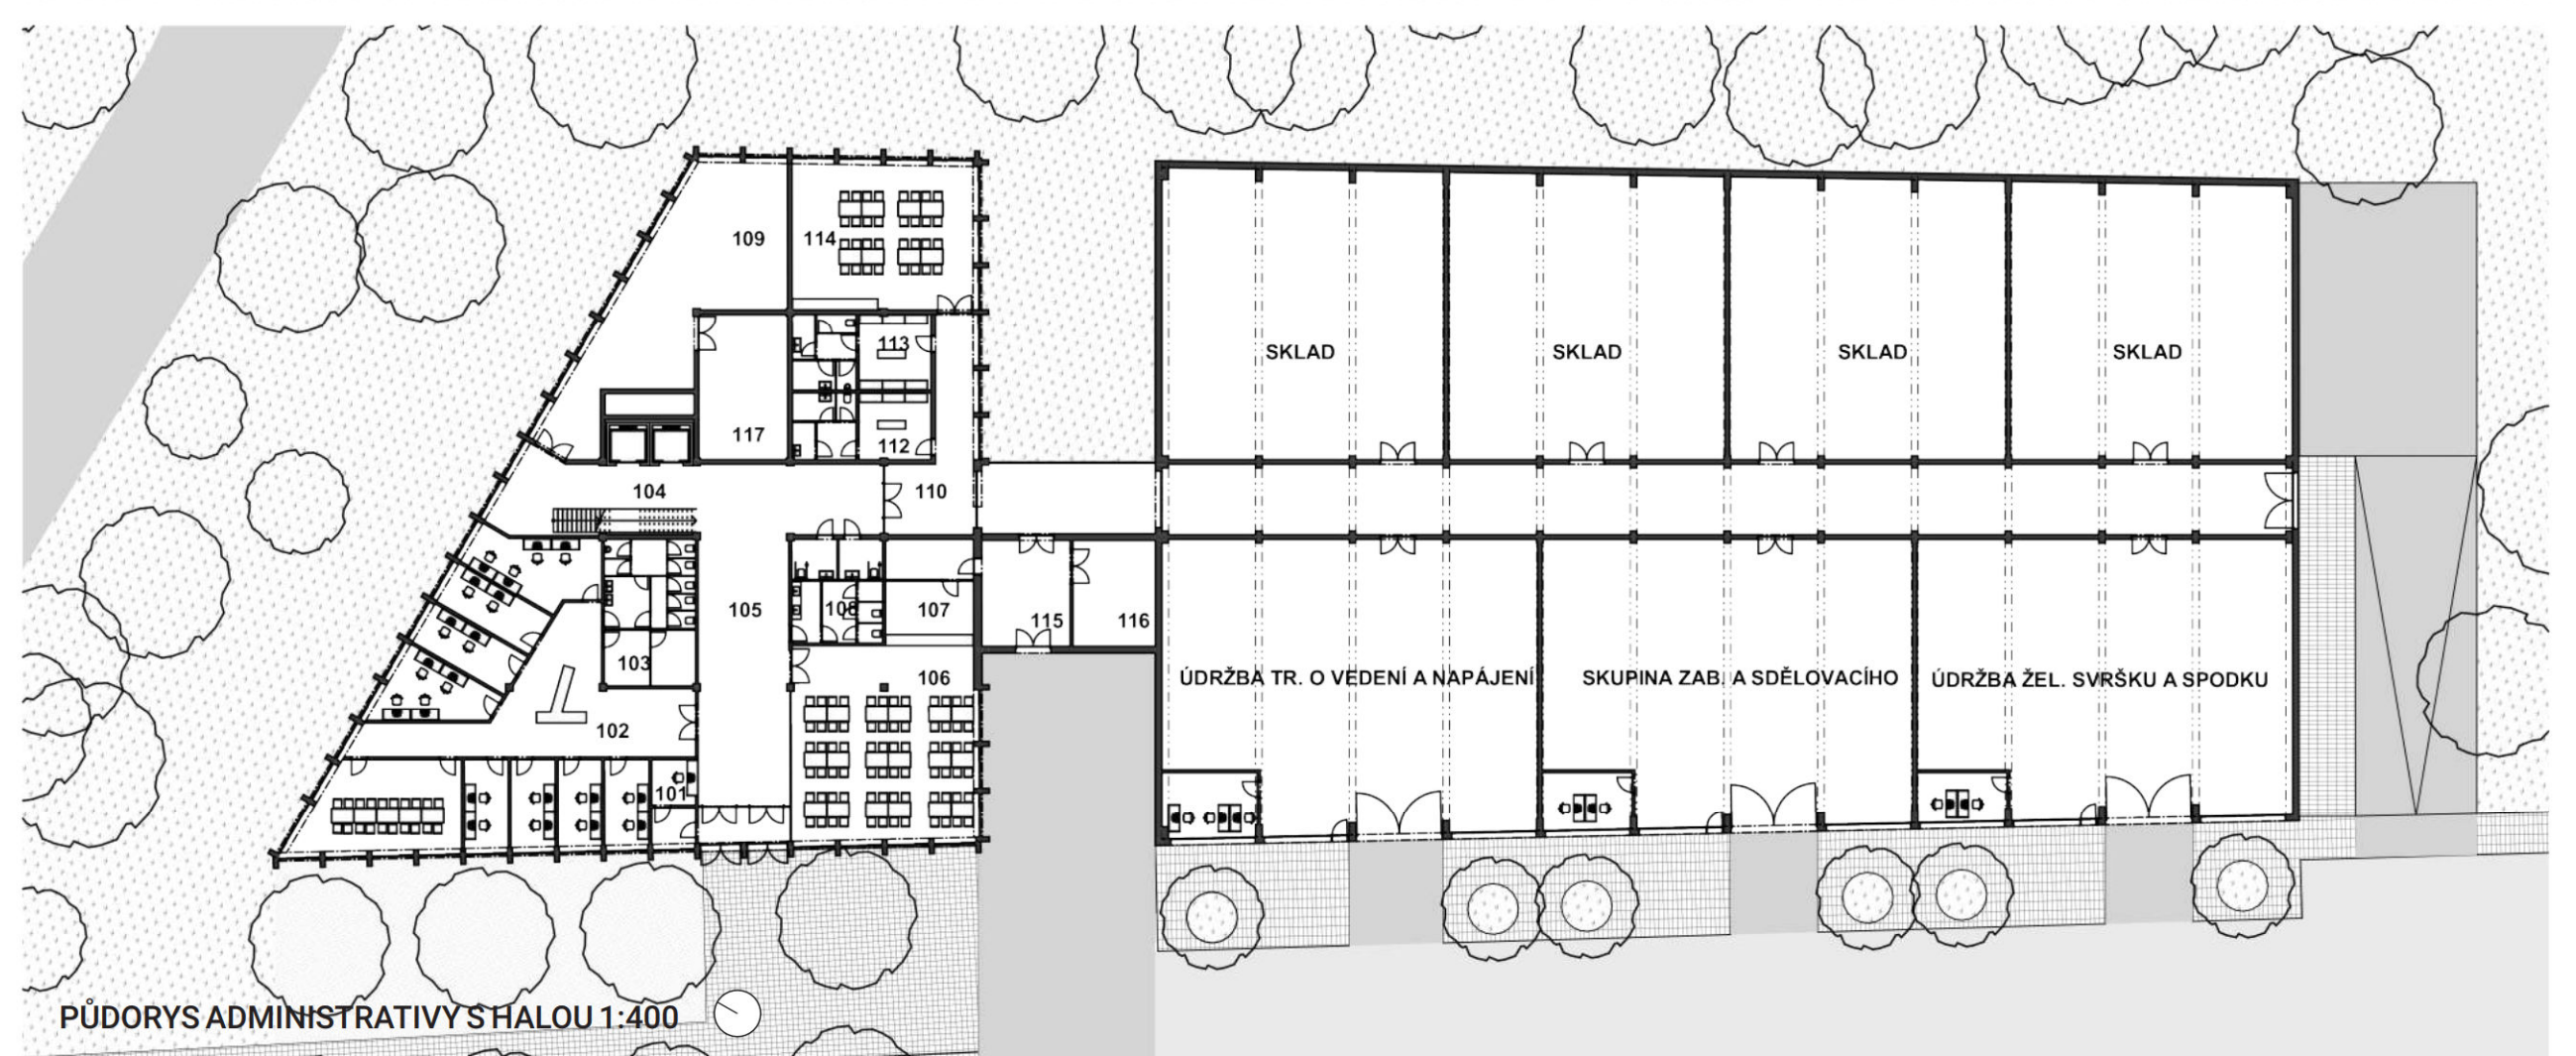 109
114
113
SKLAD
SKLAD
SKLAD
SKLAD
117
112
104
110
105
108
107
115
116
103
106
ÚDRŽBA TR. O VEDENÍ A NAPÁJENÍ
SKUPINA ZAB. A SDĚLOVACÍHO
ÚDRŽBA ŽEL. SVRŠKU A SPODKU
102
101
PŮDORYS ADMINISTRATIVY S HALOU 1:400